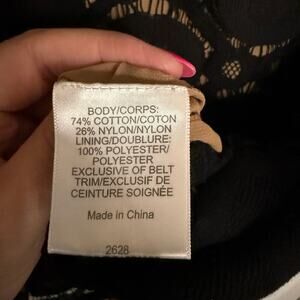 BODY/CORPS:
74% COTTON/COTON
26% NYLON/NYLON
LINING/DOUBLURE:
100% POLYESTER/
POLYESTER
EXCLUSIVE OF BELT
TRIM/EXCLUSIF DE
CEINTURE SOIGNÉE
Made in China
2628